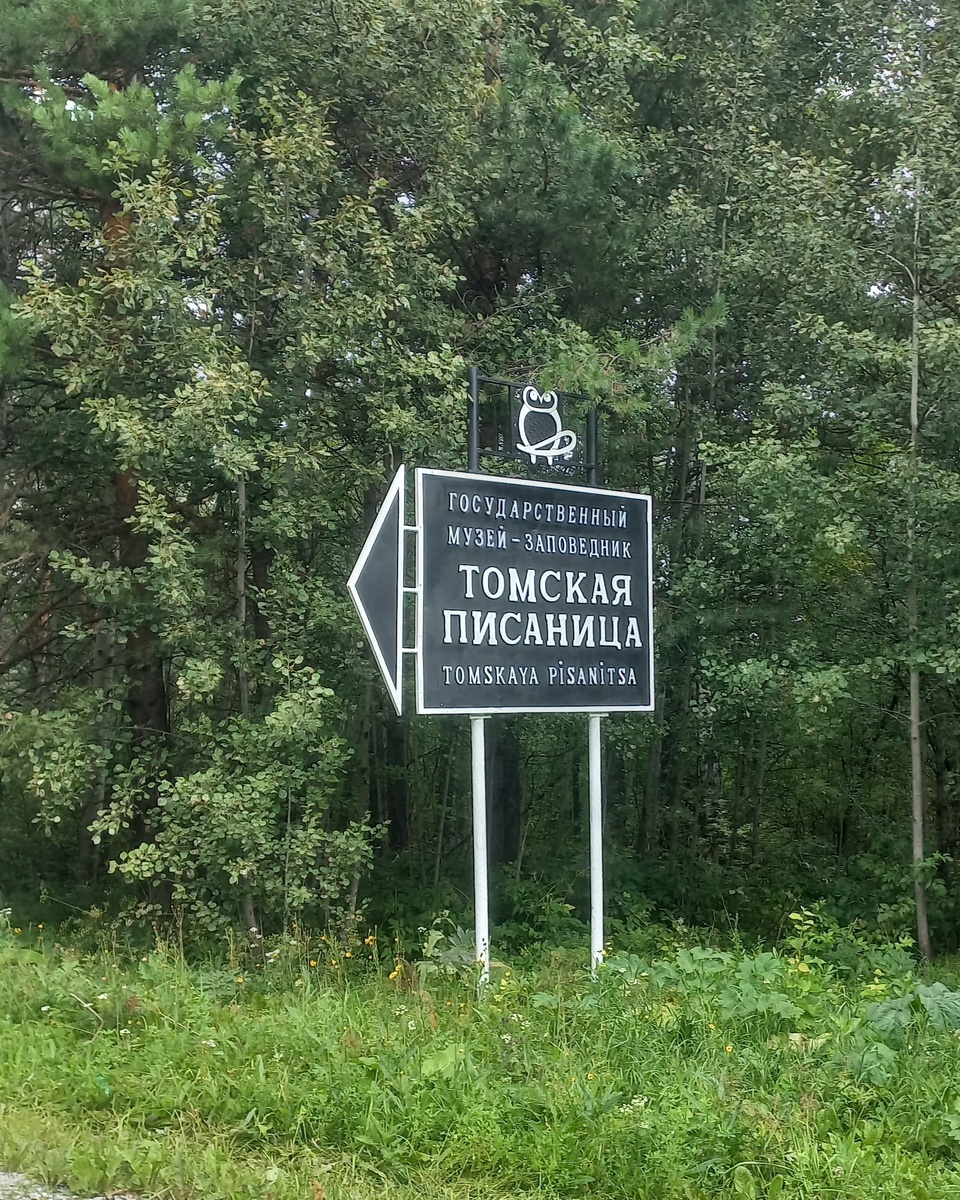 ГОСУДАРСТВЕННЫЙ
МУЗЕЙ-ЗАПОВЕДНИК
ТОМСКАЯ
ПИСАНИЦА
TOMSKAYA PiSANiTSA